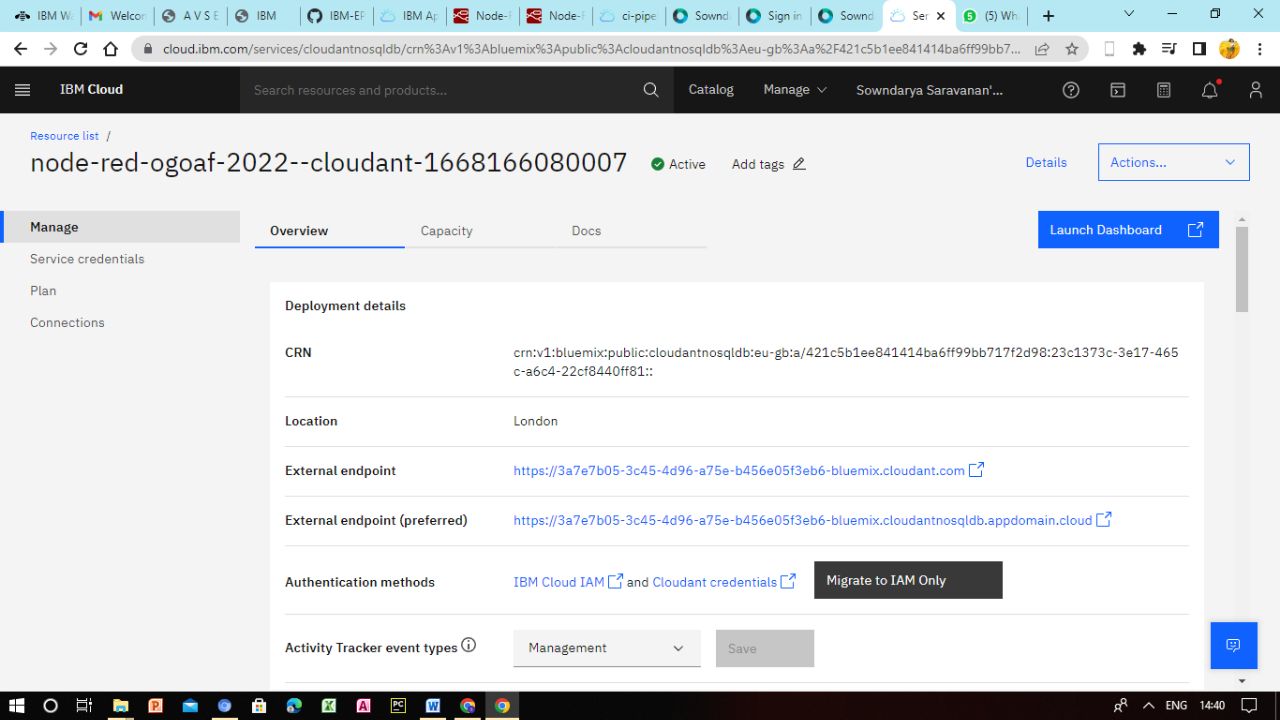 IBM W
Welcon
A V S E
IBM
IBM-EP
IBM Ap
Node-F
Node-F
ci-pipe
Sownda
Sign in
Sownd
Ser
(5) Wh
cloud.ibm.com/services/cloudantnosqldb/crn%3Av1%3Abluemix%3Apublic%3Acloudantnosqldb%3Aeu-gb%3Aa%2F421c5b1ee841414ba6ff99bb7...
IBM Cloud
Search resources and products...
Catalog
Manage
Sowndarya Saravanan'...
Resource list /
node-red-ogoaf-2022--cloudant-1668166080007
Active
Add tags
Details
Actions...
Manage
Service credentials
Plan
Connections
Overview
Capacity
Docs
Launch Dashboard
Deployment details
CRN
crn:v1:bluemix:public:cloudantnosqldb:eu-gb:a/421c5b1ee841414ba6ff99bb717f2d98:23c1373c-3e17-465
c-a6c4-22cf8440ff81::
Location
London
External endpoint
https://3a7e7b05-3c45-4d96-a75e-b456e05f3eb6-bluemix.cloudant.com
External endpoint (preferred)
https://3a7e7b05-3c45-4d96-a75e-b456e05f3eb6-bluemix.cloudantnosqldb.appdomain.cloud
Authentication methods
IBM Cloud IAM and Cloudant credentials
Migrate to IAM Only
Activity Tracker event types
Management
Save
ENG
14:40